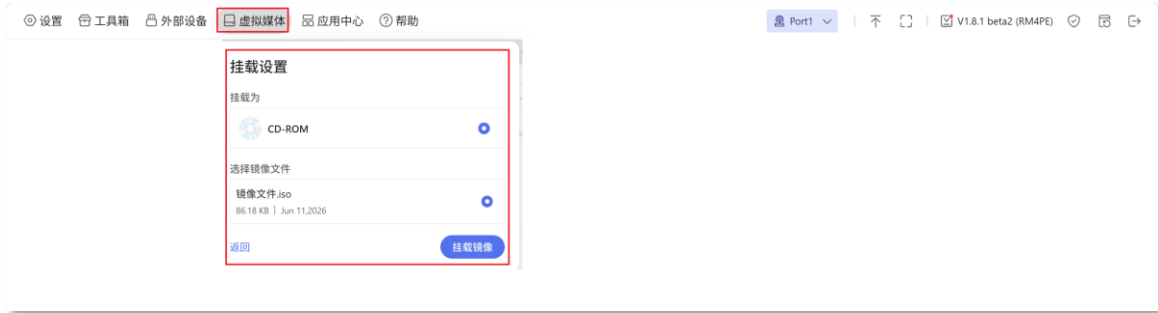 设置 工具箱 外部设备 虚拟媒体 应用中心 帮助 Port1 V1.8.1 beta2 (RM4PE)
挂载设置
挂载为
CD-ROM
选择镜像文件
镜像文件.iso
86.18 KB | Jun 11,2026
返回 挂载镜像